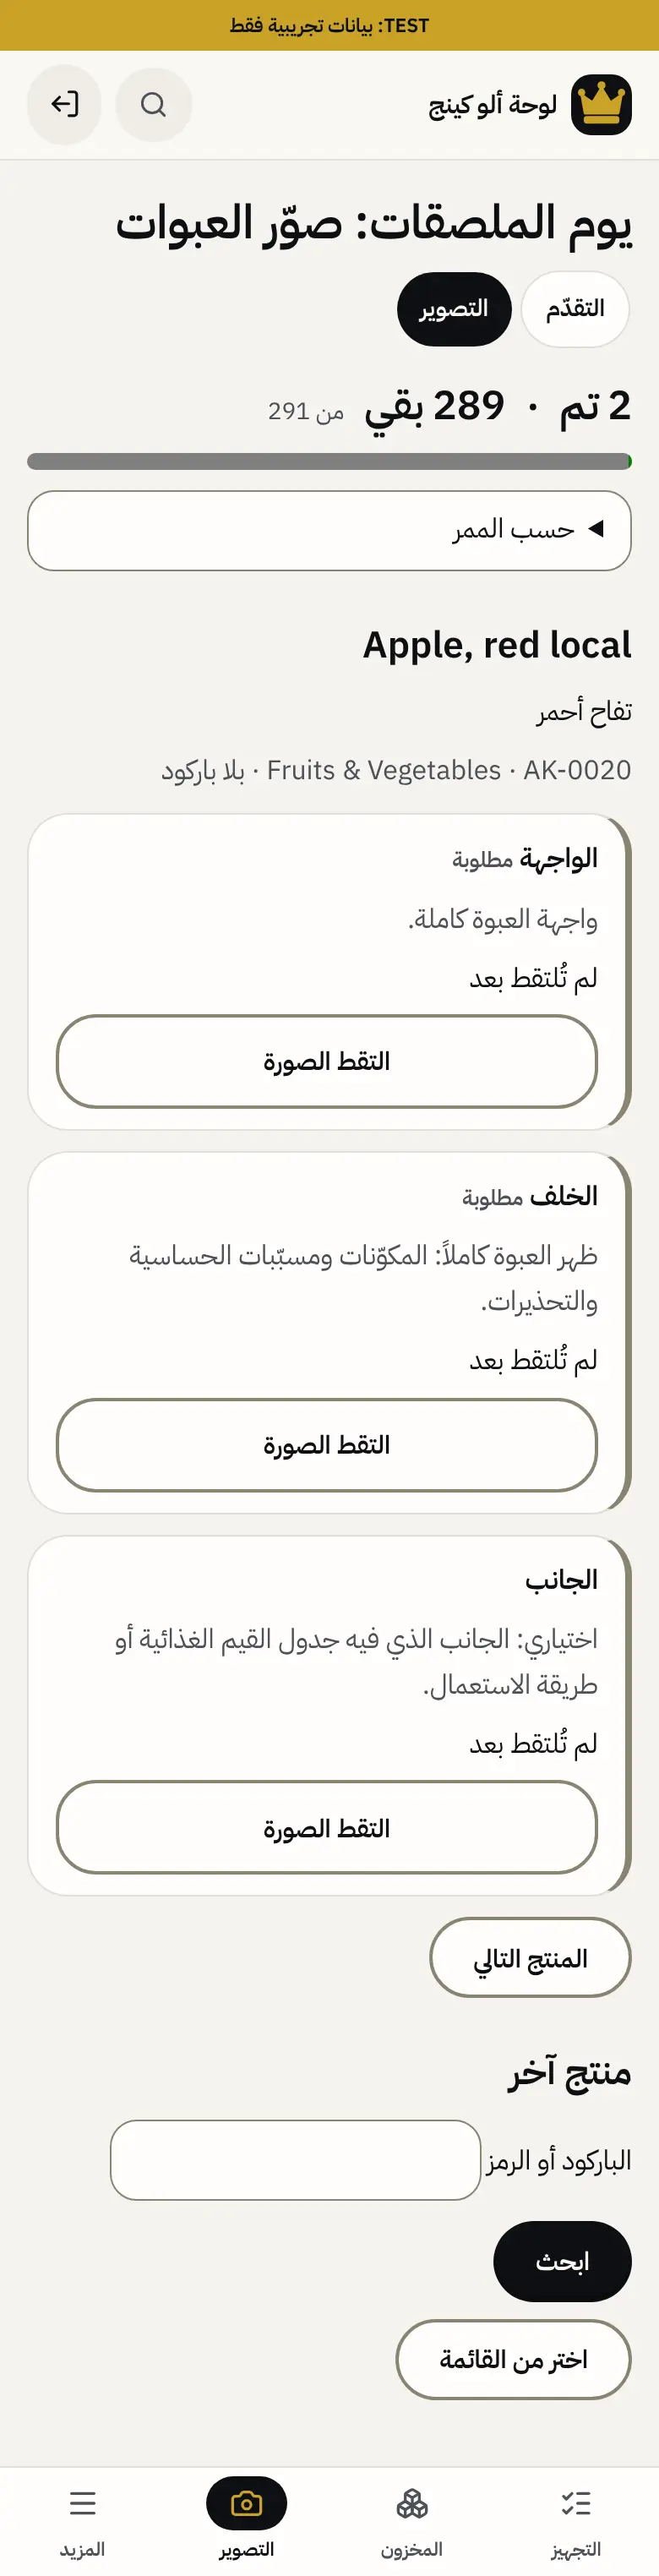 TEST: بيانات تجريبية فقط
لوحة ألو كينج
يوم الملصقات: صوّر العبوات
التقدّم
التصوير
2 تم · 289 بقي من 291
حسب الممر
Apple, red local
تفاح أحمر
AK-0020 · Fruits & Vegetables · بلا باركود
الواجهة مطلوبة
واجهة العبوة كاملة.
لم تُلتقط بعد
التقط الصورة
الخلف مطلوبة
ظهر العبوة كاملاً: المكوّنات ومسبّبات الحساسية
والتحذيرات.
لم تُلتقط بعد
التقط الصورة
الجانب
اختياري: الجانب الذي فيه جدول القيم الغذائية أو
طريقة الاستعمال.
لم تُلتقط بعد
التقط الصورة
المنتج التالي
منتج آخر
الباركود أو الرمز
ابحث
اختر من القائمة
التجهيز
المخزون
التصوير
المزيد